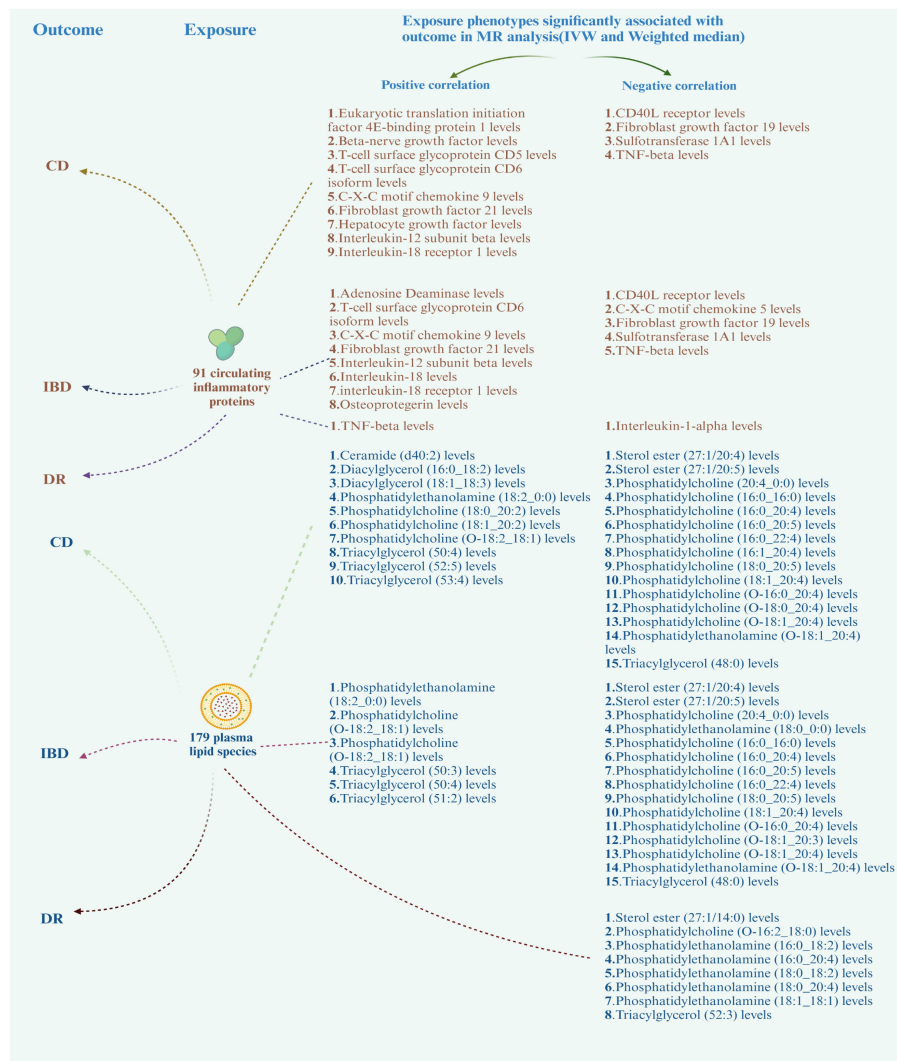 Outcome
Exposure
Exposure phenotypes significantly associated with
outcome in MR analysis(IVW and Weighted median)
Positive correlation
Negative correlation
CD
1.Eukaryotic translation initiation
factor 4E-binding protein 1 levels
2.Beta-nerve growth factor levels
3.T-cell surface glycoprotein CD5 levels
4.T-cell surface glycoprotein CD6
isoform levels
5.C-X-C motif chemokine 9 levels
6.Fibroblast growth factor 21 levels
7.Hepatocyte growth factor levels
8.Interleukin-12 subunit beta levels
9.Interleukin-18 receptor 1 levels
1.CD40L receptor levels
2.Fibroblast growth factor 19 levels
3.Sulfotransferase 1A1 levels
4.TNF-beta levels
91 circulating
inflammatory
proteins
IBD
1.Adenosine Deaminase levels
2.T-cell surface glycoprotein CD6
isoform levels
3.C-X-C motif chemokine 9 levels
4.Fibroblast growth factor 21 levels
5.Interleukin-12 subunit beta levels
6.Interleukin-18 levels
7.interleukin-18 receptor 1 levels
8.Osteoprotegerin levels
1.CD40L receptor levels
2.C-X-C motif chemokine 5 levels
3.Fibroblast growth factor 19 levels
4.Sulfotransferase 1A1 levels
5.TNF-beta levels
DR
1.TNF-beta levels
1.Interleukin-1-alpha levels
CD
1.Ceramide (d40:2) levels
2.Diacylglycerol (16:0_18:2) levels
3.Diacylglycerol (18:1_18:3) levels
4.Phosphatidylethanolamine (18:2_0:0) levels
5.Phosphatidylcholine (18:0_20:2) levels
6.Phosphatidylcholine (18:1_20:2) levels
7.Phosphatidylcholine (O-18:2_18:1) levels
8.Triacylglycerol (50:4) levels
9.Triacylglycerol (52:5) levels
10.Triacylglycerol (53:4) levels
1.Sterol ester (27:1/20:4) levels
2.Sterol ester (27:1/20:5) levels
3.Phosphatidylcholine (20:4_0:0) levels
4.Phosphatidylcholine (16:0_16:0) levels
5.Phosphatidylcholine (16:0_20:4) levels
6.Phosphatidylcholine (16:0_20:5) levels
7.Phosphatidylcholine (16:0_22:4) levels
8.Phosphatidylcholine (16:1_20:4) levels
9.Phosphatidylcholine (18:0_20:5) levels
10.Phosphatidylcholine (18:1_20:4) levels
11.Phosphatidylcholine (O-16:0_20:4) levels
12.Phosphatidylcholine (O-18:0_20:4) levels
13.Phosphatidylcholine (O-18:1_20:4) levels
14.Phosphatidylethanolamine (O-18:1_20:4)
levels
15.Triacylglycerol (48:0) levels
179 plasma
lipid species
IBD
1.Phosphatidylethanolamine
(18:2_0:0) levels
2.Phosphatidylcholine
(O-18:2_18:1) levels
3.Phosphatidylcholine
(O-18:2_18:1) levels
4.Triacylglycerol (50:3) levels
5.Triacylglycerol (50:4) levels
6.Triacylglycerol (51:2) levels
1.Sterol ester (27:1/20:4) levels
2.Sterol ester (27:1/20:5) levels
3.Phosphatidylcholine (20:4_0:0) levels
4.Phosphatidylethanolamine (18:0_0:0) levels
5.Phosphatidylcholine (16:0_16:0) levels
6.Phosphatidylcholine (16:0_20:4) levels
7.Phosphatidylcholine (16:0_20:5) levels
8.Phosphatidylcholine (16:0_22:4) levels
9.Phosphatidylcholine (18:0_20:5) levels
10.Phosphatidylcholine (18:1_20:4) levels
11.Phosphatidylcholine (O-16:0_20:4) levels
12.Phosphatidylcholine (O-18:1_20:3) levels
13.Phosphatidylcholine (O-18:1_20:4) levels
14.Phosphatidylethanolamine (O-18:1_20:4) levels
15.Triacylglycerol (48:0) levels
DR
1.Sterol ester (27:1/14:0) levels
2.Phosphatidylcholine (O-16:2_18:0) levels
3.Phosphatidylethanolamine (16:0_18:2) levels
4.Phosphatidylethanolamine (16:0_20:4) levels
5.Phosphatidylethanolamine (18:0_18:2) levels
6.Phosphatidylethanolamine (18:0_20:4) levels
7.Phosphatidylethanolamine (18:1_18:1) levels
8.Triacylglycerol (52:3) levels